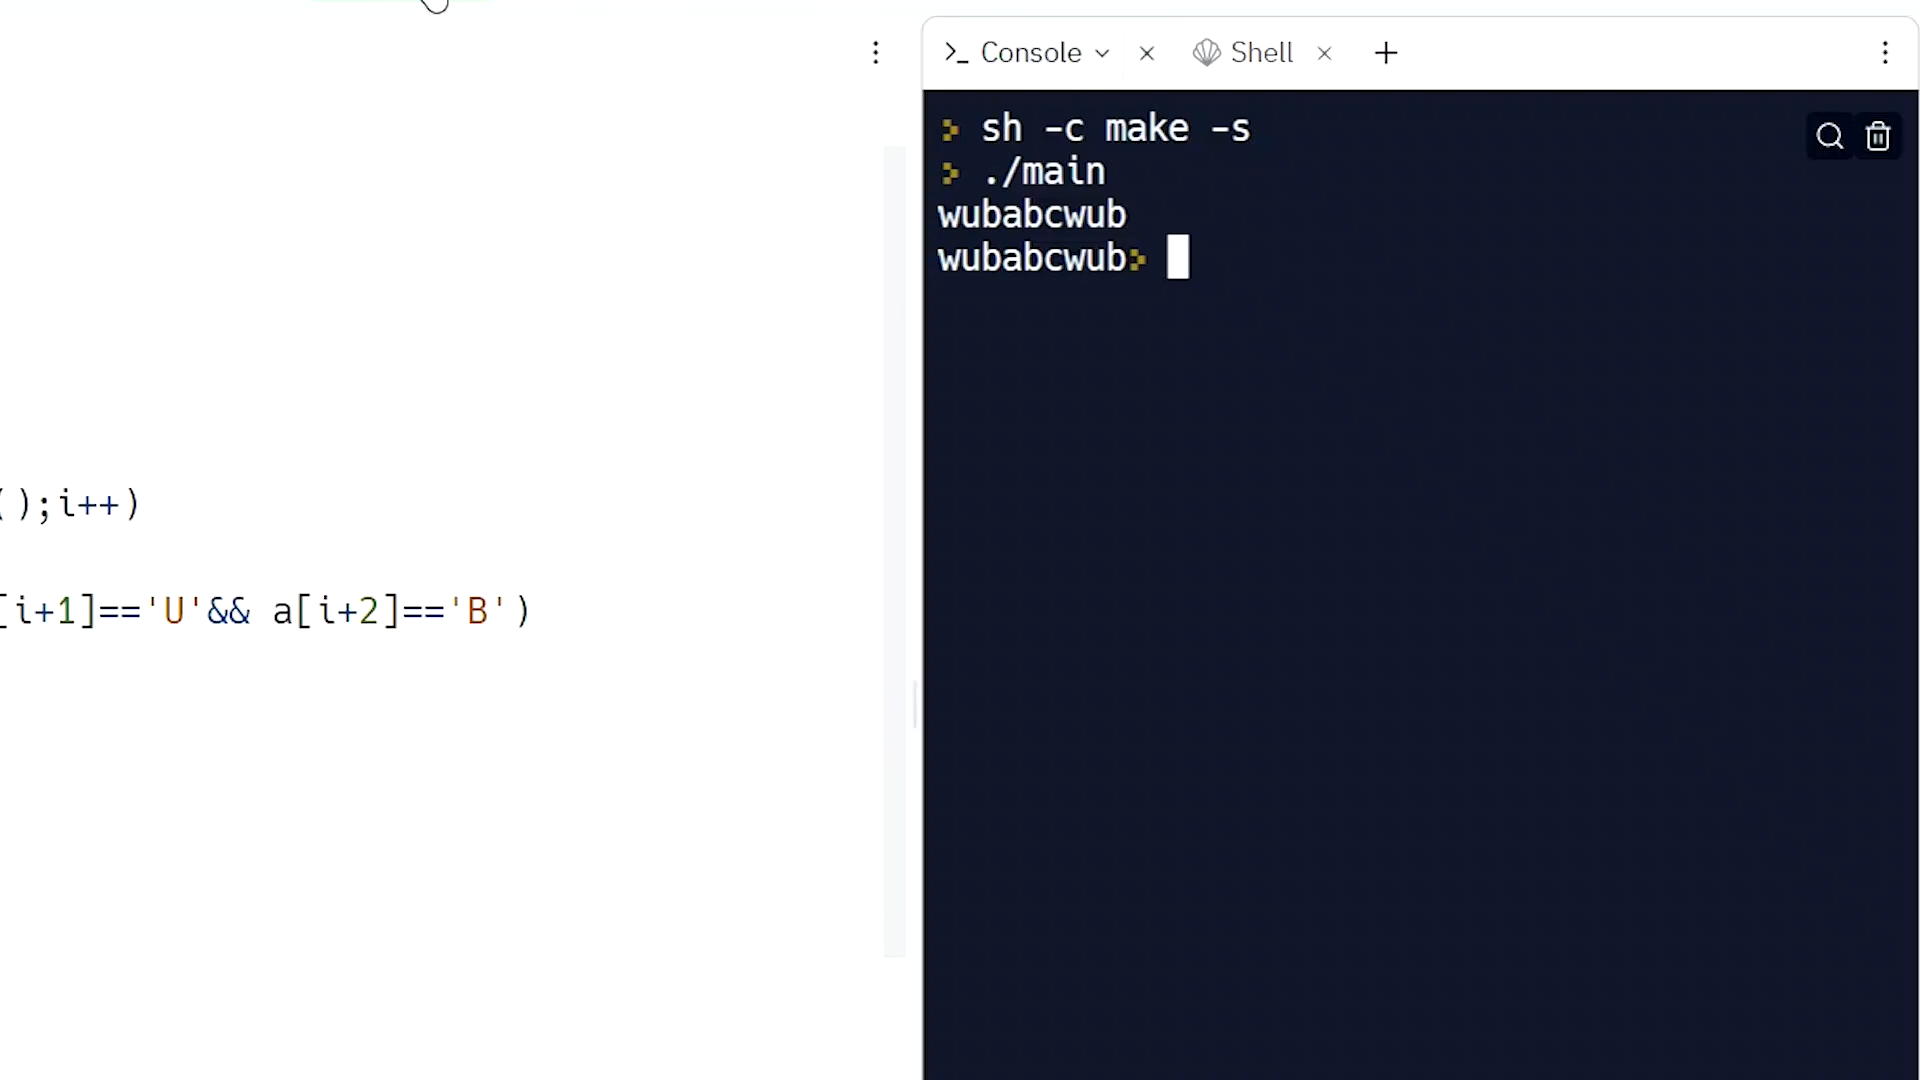 ();i++)
[i+1]=='U'&& a[i+2]=='B')
>_ Console
Shell
> sh -c make -s
> ./main
wubabcwub
wubabcwub>